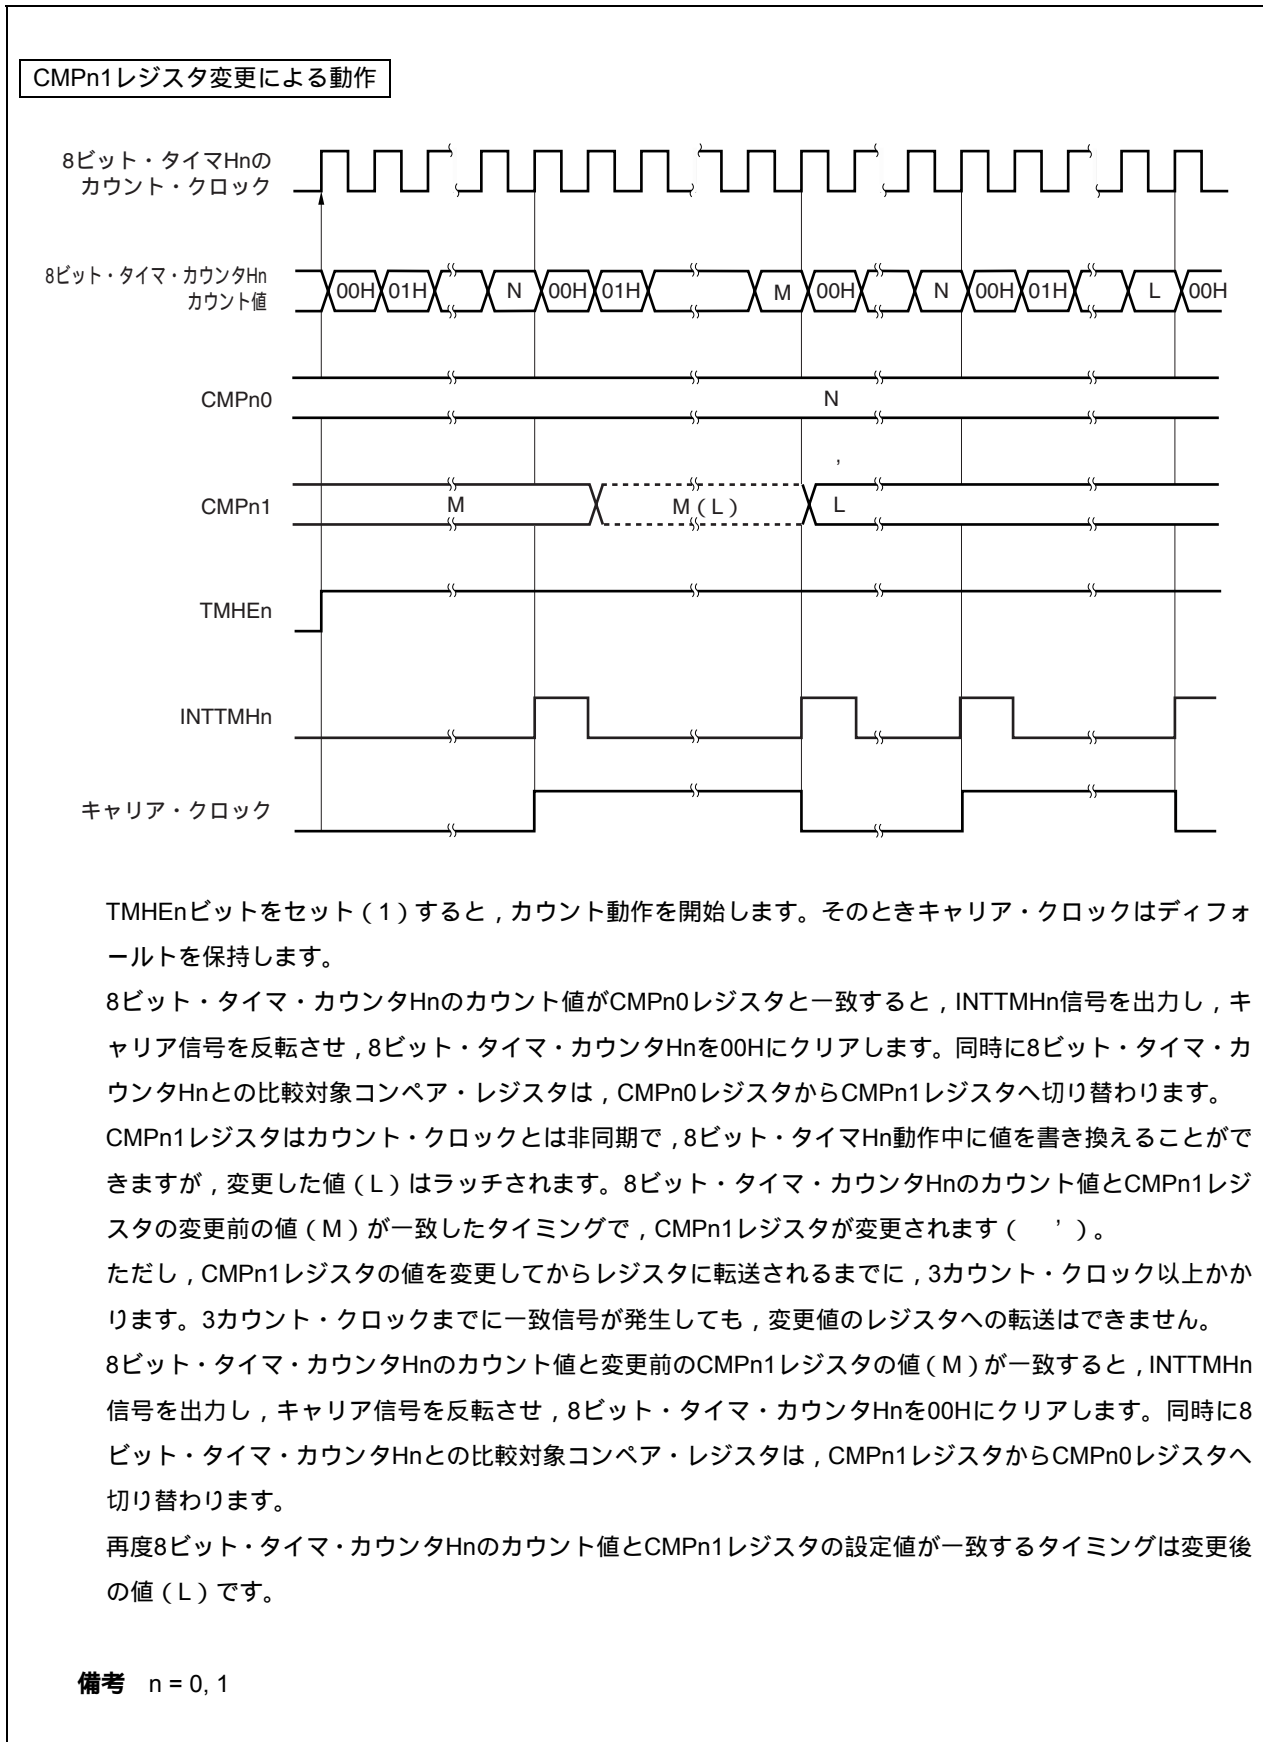 CMPn1レジスタ変更による動作
8ビット・タイマHnの
カウント・クロック
8ビット・タイマ・カウンタHn
カウント値
00H 01H N 00H 01H M 00H N 00H 01H L 00H
CMPn0
N
,
CMPn1
M M(L) L
TMHEn
INTTMHn
キャリア・クロック
TMHEnビットをセット(1)すると,カウント動作を開始します。そのときキャリア・クロックはディフォ
ールトを保持します。
8ビット・タイマ・カウンタHnのカウント値がCMPn0レジスタと一致すると,INTTMHn信号を出力し,キ
ャリア信号を反転させ,8ビット・タイマ・カウンタHnを00Hにクリアします。同時に8ビット・タイマ・カ
ウンタHnとの比較対象コンペア・レジスタは,CMPn0レジスタからCMPn1レジスタへ切り替わります。
CMPn1レジスタはカウント・クロックとは非同期で,8ビット・タイマHn動作中に値を書き換えることがで
きますが,変更した値(L)はラッチされます。8ビット・タイマ・カウンタHnのカウント値とCMPn1レジ
スタの変更前の値(M)が一致したタイミングで,CMPn1レジスタが変更されます(　')。
ただし,CMPn1レジスタの値を変更してからレジスタに転送されるまでに,3カウント・クロック以上かか
ります。3カウント・クロックまでに一致信号が発生しても,変更値のレジスタへの転送はできません。
8ビット・タイマ・カウンタHnのカウント値と変更前のCMPn1レジスタの値(M)が一致すると,INTTMHn
信号を出力し,キャリア信号を反転させ,8ビット・タイマ・カウンタHnを00Hにクリアします。同時に8
ビット・タイマ・カウンタHnとの比較対象コンペア・レジスタは,CMPn1レジスタからCMPn0レジスタへ
切り替わります。
再度8ビット・タイマ・カウンタHnのカウント値とCMPn1レジスタの設定値が一致するタイミングは変更後
の値(L)です。
備考　n = 0, 1